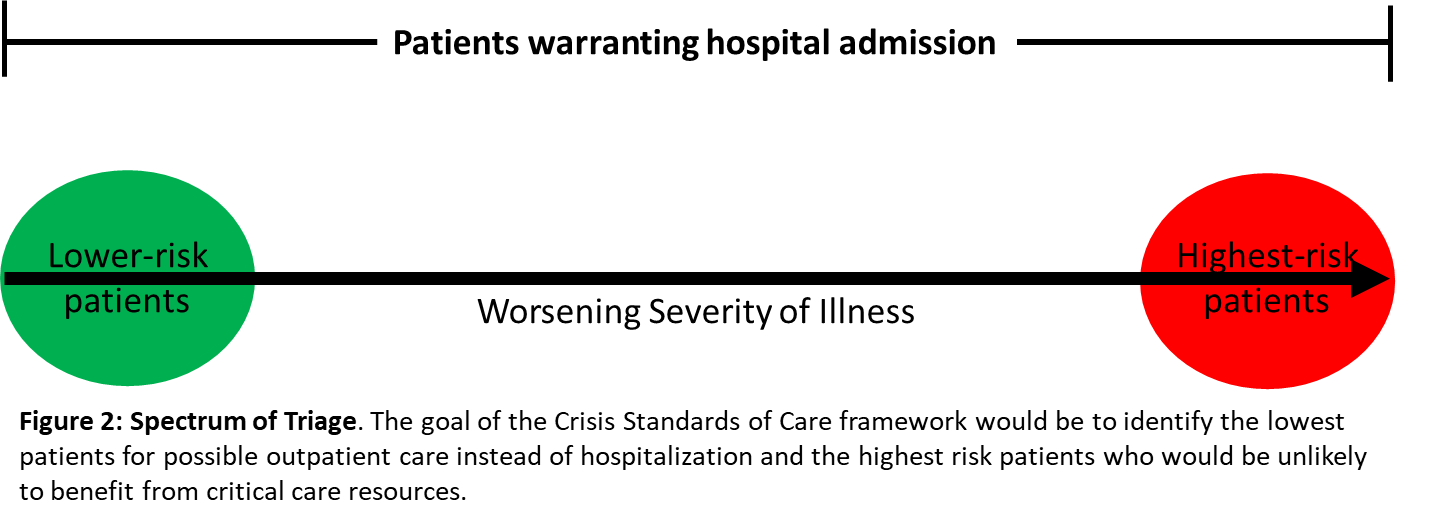 Patients warranting hospital admission
Lower-risk
patients
Highest-risk
patients
Worsening Severity of Illness
Figure 2: Spectrum of Triage. The goal of the Crisis Standards of Care framework would be to identify the lowest
patients for possible outpatient care instead of hospitalization and the highest risk patients who would be unlikely
to benefit from critical care resources.